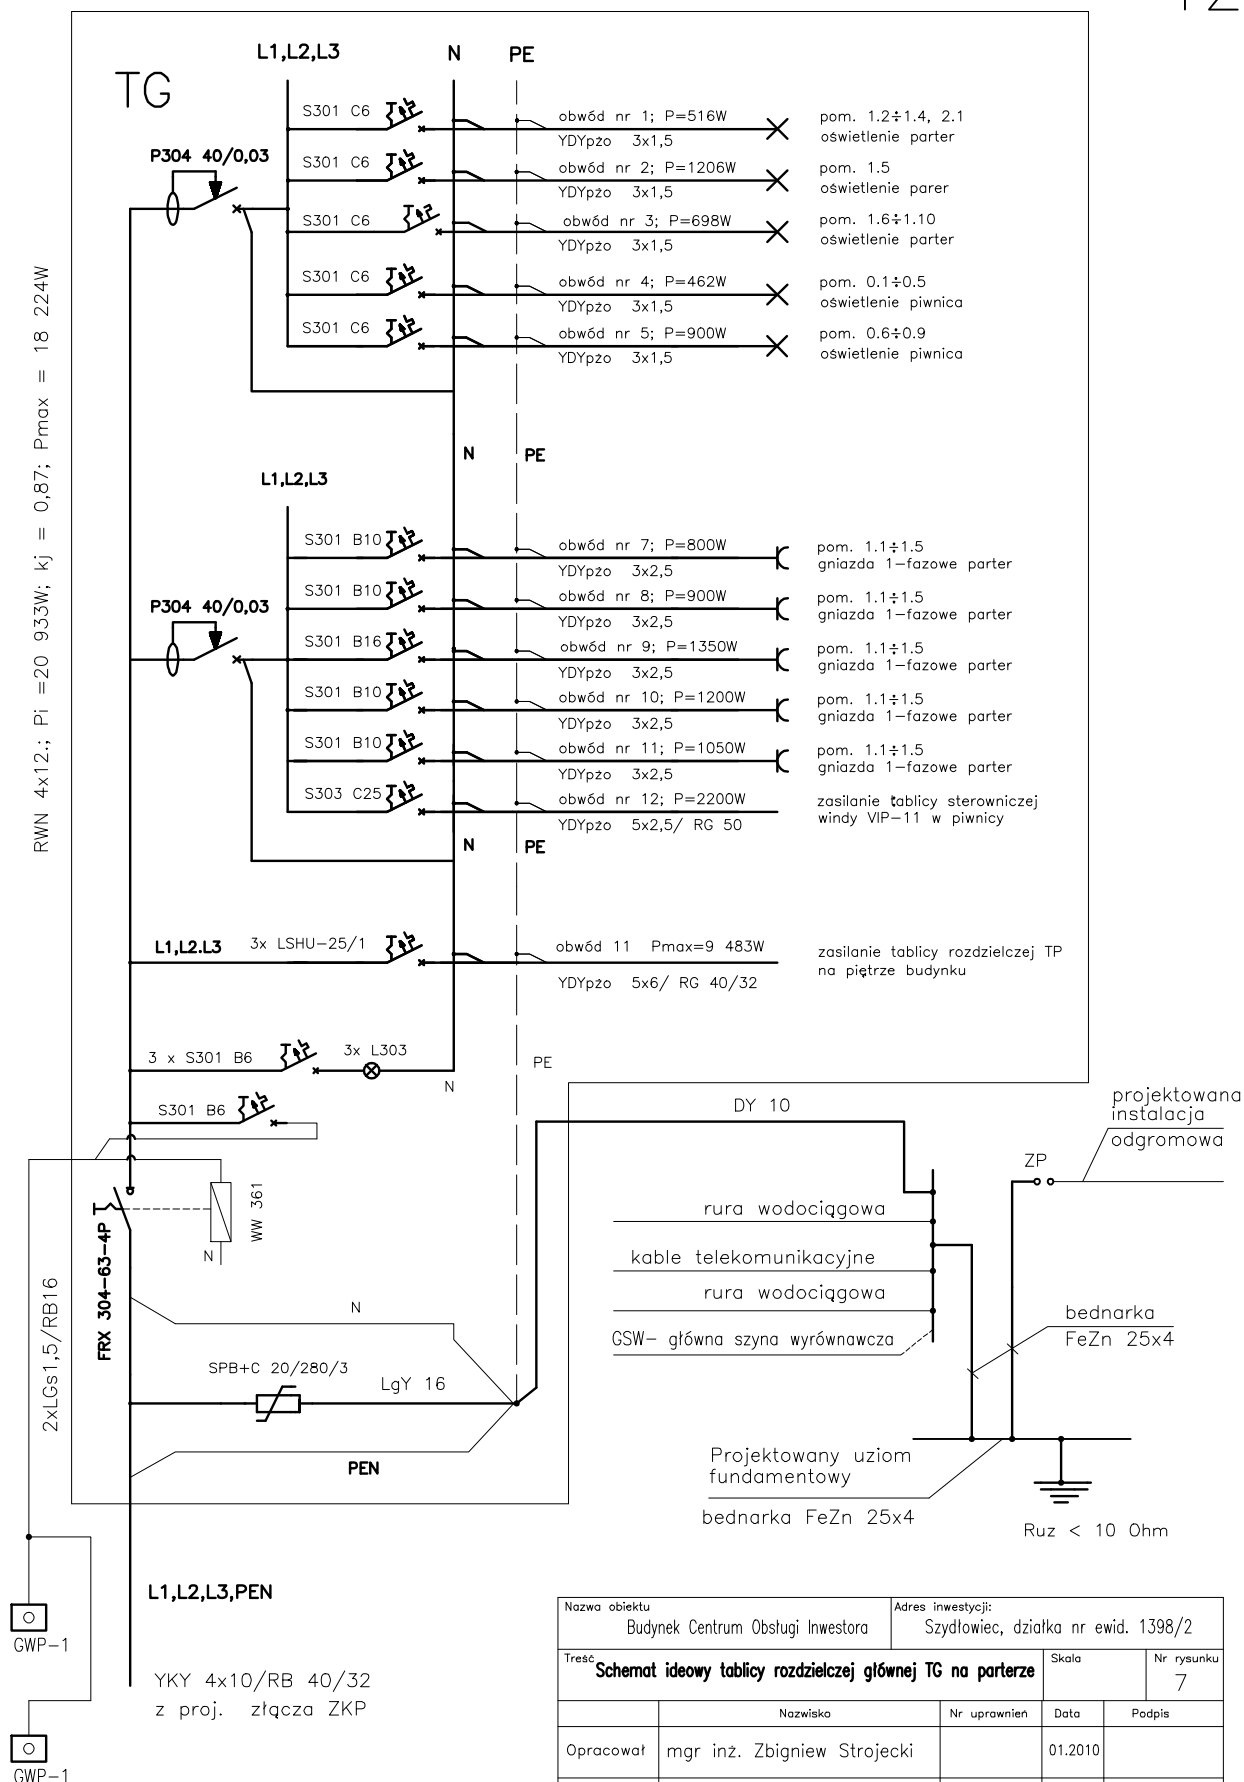 TG
L1,L2,L3
N
PE
P304 40/0,03
S301 C6
obwód nr 1; P=516W
YDYpżo 3x1,5
pom. 1.2÷1.4, 2.1
oświetlenie parter
S301 C6
obwód nr 2; P=1206W
YDYpżo 3x1,5
pom. 1.5
oświetlenie parer
S301 C6
obwód nr 3; P=698W
YDYpżo 3x1,5
pom. 1.6÷1.10
oświetlenie parter
S301 C6
obwód nr 4; P=462W
YDYpżo 3x1,5
pom. 0.1÷0.5
oświetlenie piwnica
S301 C6
obwód nr 5; P=900W
YDYpżo 3x1,5
pom. 0.6÷0.9
oświetlenie piwnica
RWN 4x12.; Pi =20 933W; kj = 0,87; Pmax = 18 224W
N
PE
L1,L2,L3
P304 40/0,03
S301 B10
obwód nr 7; P=800W
YDYpżo 3x2,5
pom. 1.1÷1.5
gniazda 1-fazowe parter
S301 B10
obwód nr 8; P=900W
YDYpżo 3x2,5
pom. 1.1÷1.5
gniazda 1-fazowe parter
S301 B16
obwód nr 9; P=1350W
YDYpżo 3x2,5
pom. 1.1÷1.5
gniazda 1-fazowe parter
S301 B10
obwód nr 10; P=1200W
YDYpżo 3x2,5
pom. 1.1÷1.5
gniazda 1-fazowe parter
S301 B10
obwód nr 11; P=1050W
YDYpżo 3x2,5
pom. 1.1÷1.5
gniazda 1-fazowe parter
S303 C25
obwód nr 12; P=2200W
YDYpżo 5x2,5/ RG 50
zasilanie tablicy sterowniczej
windy VIP-11 w piwnicy
N
PE
L1,L2.L3
3x LSHU-25/1
obwód 11 Pmax=9 483W
YDYpżo 5x6/ RG 40/32
zasilanie tablicy rozdzielczej TP
na piętrze budynku
3 x S301 B6
3x L303
N
PE
S301 B6
WW 361
N
FRX 304-63-4P
2xLGs1,5/RB16
N
SPB+C 20/280/3
LgY 16
PEN
DY 10
projektowana
instalacja
odgromowa
ZP
rura wodociągowa
kable telekomunikacyjne
rura wodociągowa
GSW- główna szyna wyrównawcza
bednarka
FeZn 25x4
Projektowany uziom
fundamentowy
bednarka FeZn 25x4
Ruz < 10 Ohm
L1,L2,L3,PEN
GWP-1
YKY 4x10/RB 40/32
z proj. złącza ZKP
GWP-1
Nazwa obiektu
Budynek Centrum Obsługi Inwestora
Adres inwestycji:
Szydłowiec, działka nr ewid. 1398/2
Treść
Schemat ideowy tablicy rozdzielczej głównej TG na parterze
Skala
Nr rysunku
7
Nazwisko
Nr uprawnień
Data
Podpis
Opracował
mgr inż. Zbigniew Strojecki
01.2010